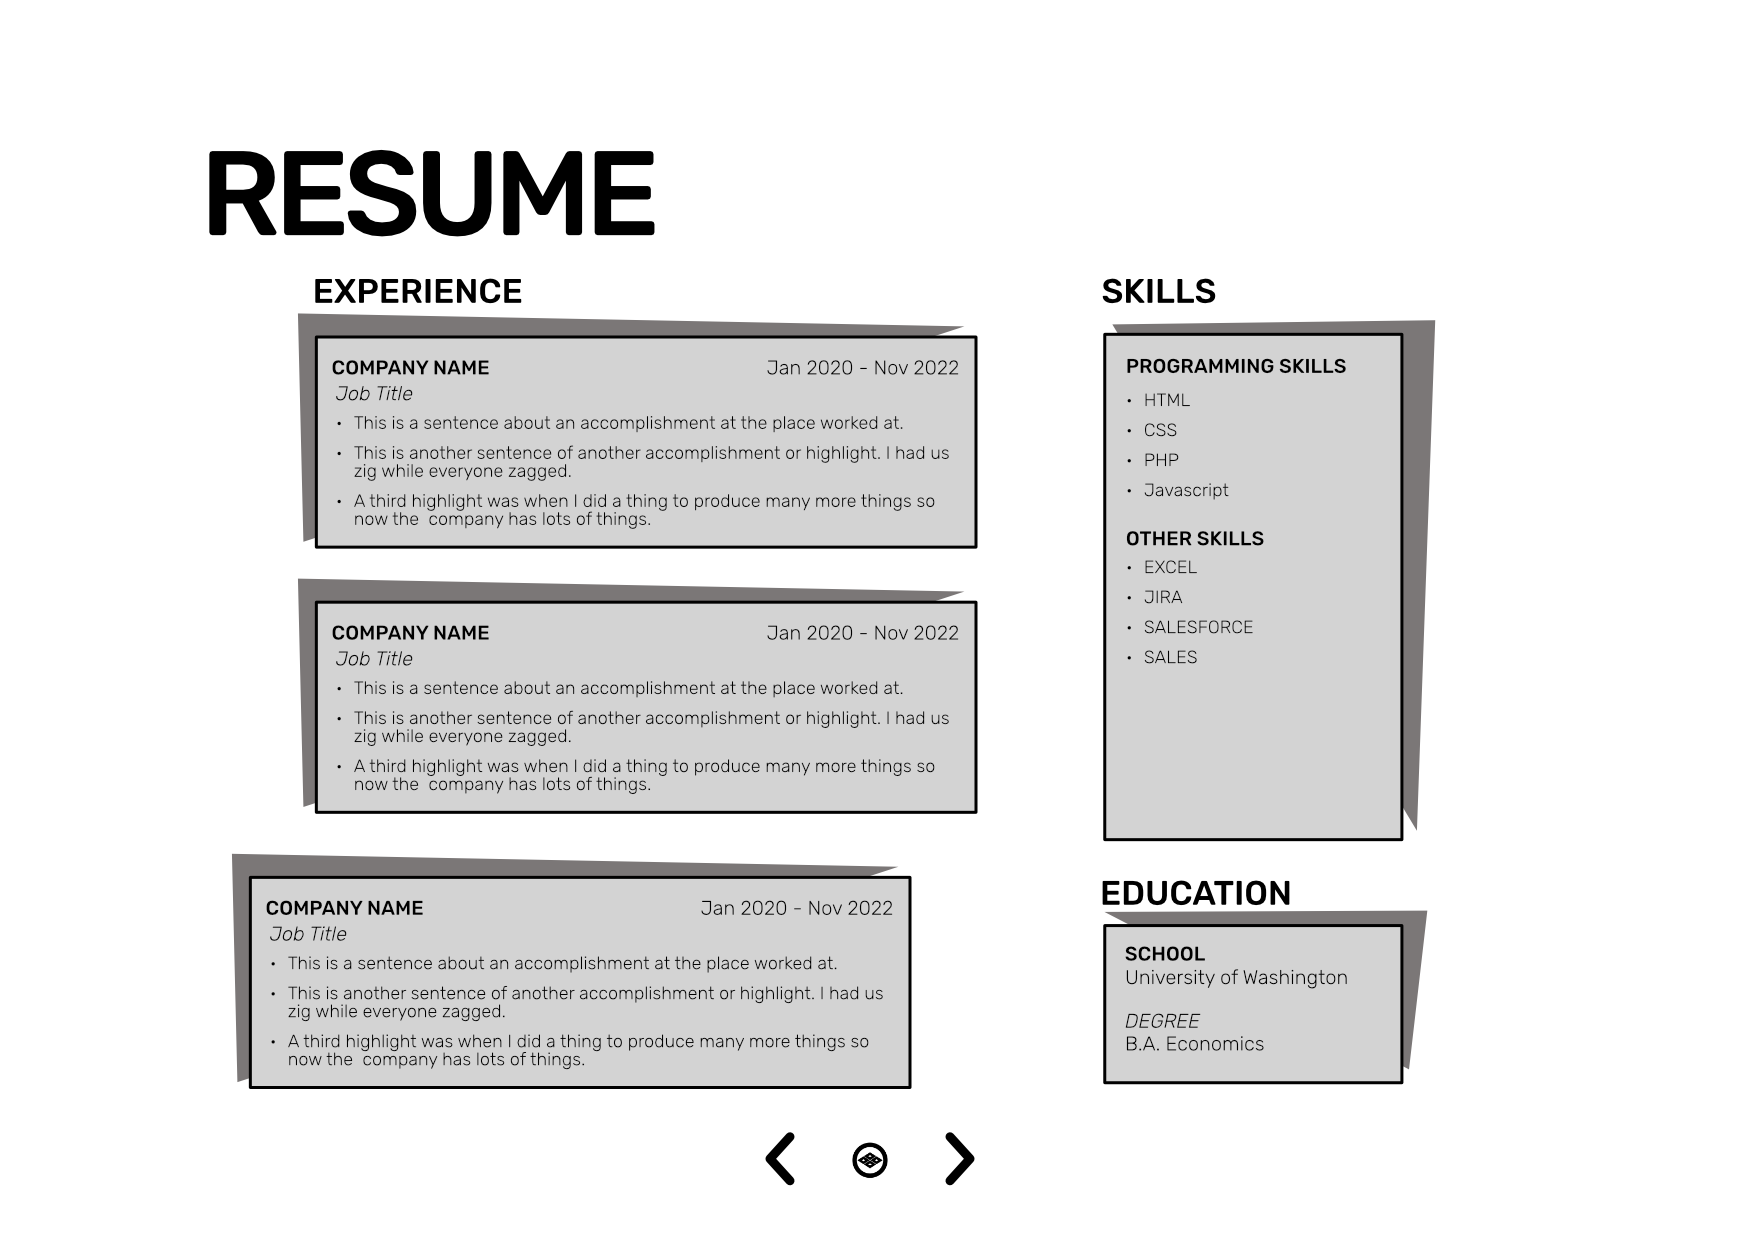 RESUME
EXPERIENCE
COMPANY NAME Jan 2020 - Nov 2022
Job Title
• This is a sentence about an accomplishment at the place worked at.
• This is another sentence of another accomplishment or highlight. I had us
zig while everyone zagged.
• A third highlight was when I did a thing to produce many more things so
now the  company has lots of things.
COMPANY NAME Jan 2020 - Nov 2022
Job Title
• This is a sentence about an accomplishment at the place worked at.
• This is another sentence of another accomplishment or highlight. I had us
zig while everyone zagged.
• A third highlight was when I did a thing to produce many more things so
now the  company has lots of things.
COMPANY NAME Jan 2020 - Nov 2022
Job Title
• This is a sentence about an accomplishment at the place worked at.
• This is another sentence of another accomplishment or highlight. I had us
zig while everyone zagged.
• A third highlight was when I did a thing to produce many more things so
now the  company has lots of things.
SKILLS
PROGRAMMING SKILLS
• HTML
• CSS
• PHP
• Javascript
OTHER SKILLS
• EXCEL
• JIRA
• SALESFORCE
• SALES
EDUCATION
SCHOOL
University of Washington
DEGREE
B.A. Economics